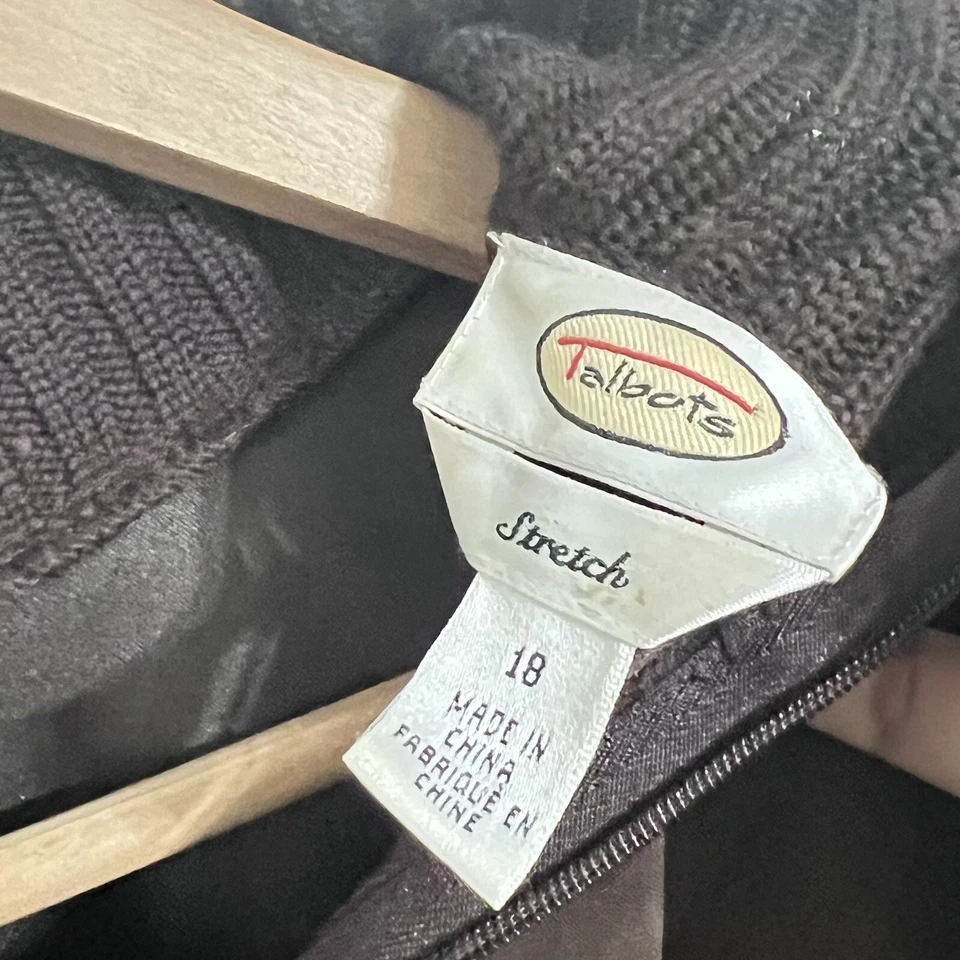 Talbots
Stretch
18
MADE IN
CHINA
FABRIQUÉ EN
CHINE